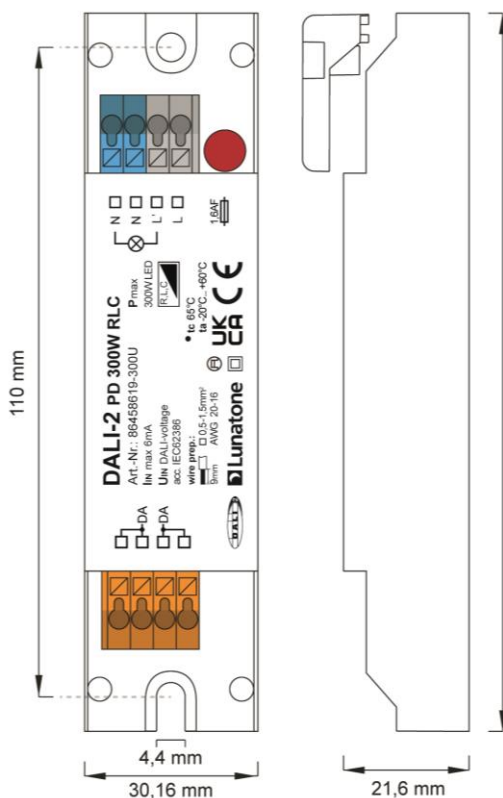 110 mm
N
N
L'
L
1,6AF
Pmax
300W LED
R,L,C
tc 65°C
ta -20°C... +60°C
UK
CA
CE
DALI-2 PD 300W RLC
Art.-Nr.: 86458619-300U
IIN max 6mA
UIN DALI-voltage
acc. IEC62386
wire prep.:
0,5-1,5mm²
AWG 20-16
9mm
Lunatone
DA
DA
DALI
4,4 mm
30,16 mm
21,6 mm